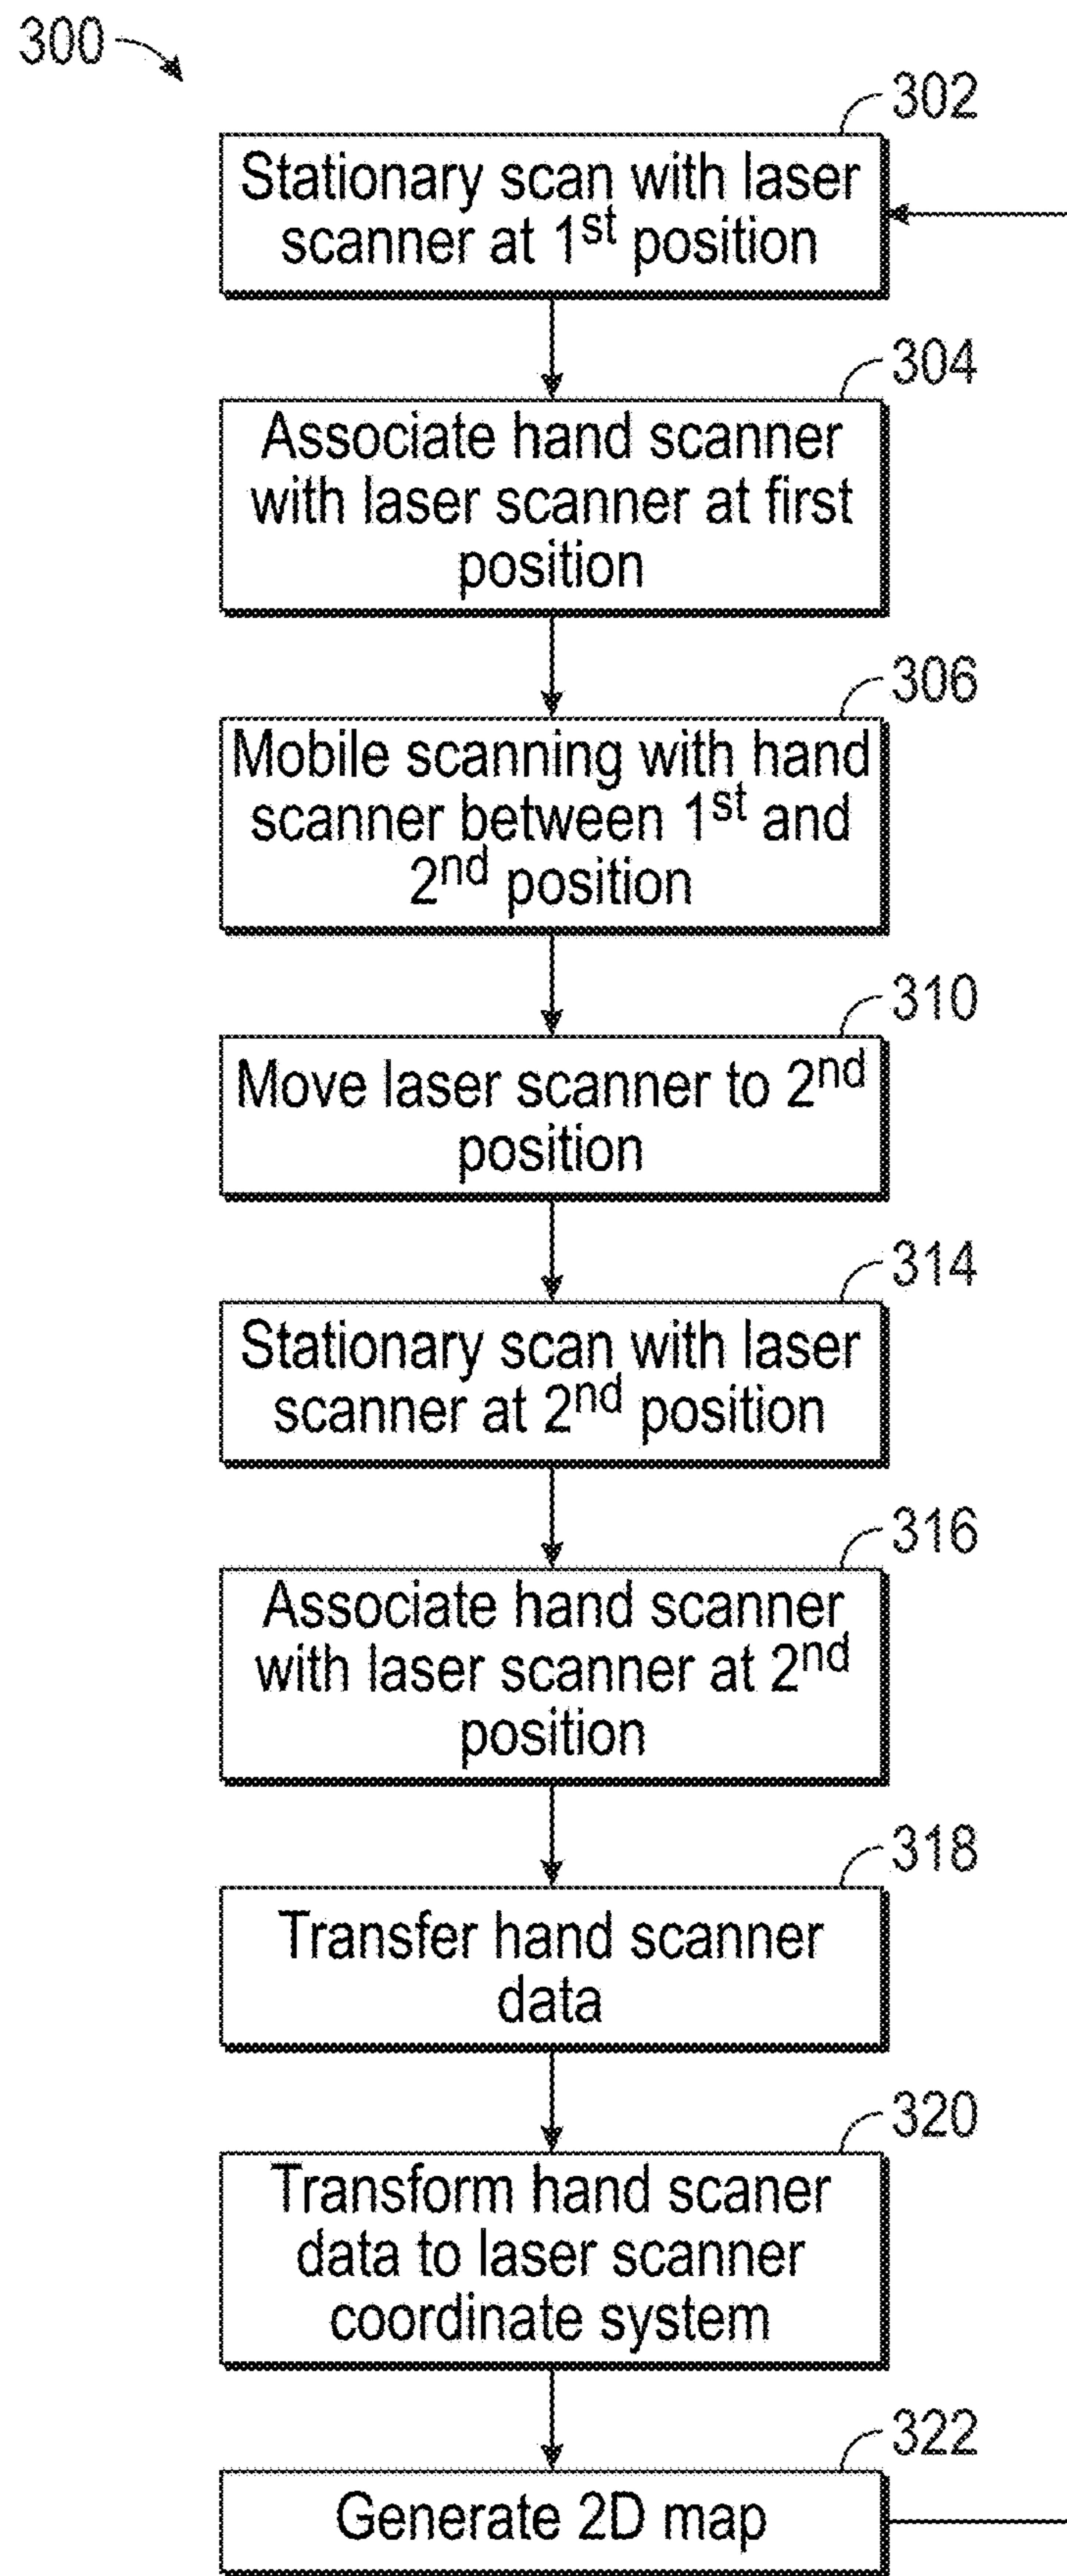 300
302
Stationary scan with laser
scanner at 1st position
304
Associate hand scanner
with laser scanner at first
position
306
Mobile scanning with hand
scanner between 1st and
2nd position
310
Move laser scanner to 2nd
position
314
Stationary scan with laser
scanner at 2nd position
316
Associate hand scanner
with laser scanner at 2nd
position
318
Transfer hand scanner
data
320
Transform hand scaner
data to laser scanner
coordinate system
322
Generate 2D map